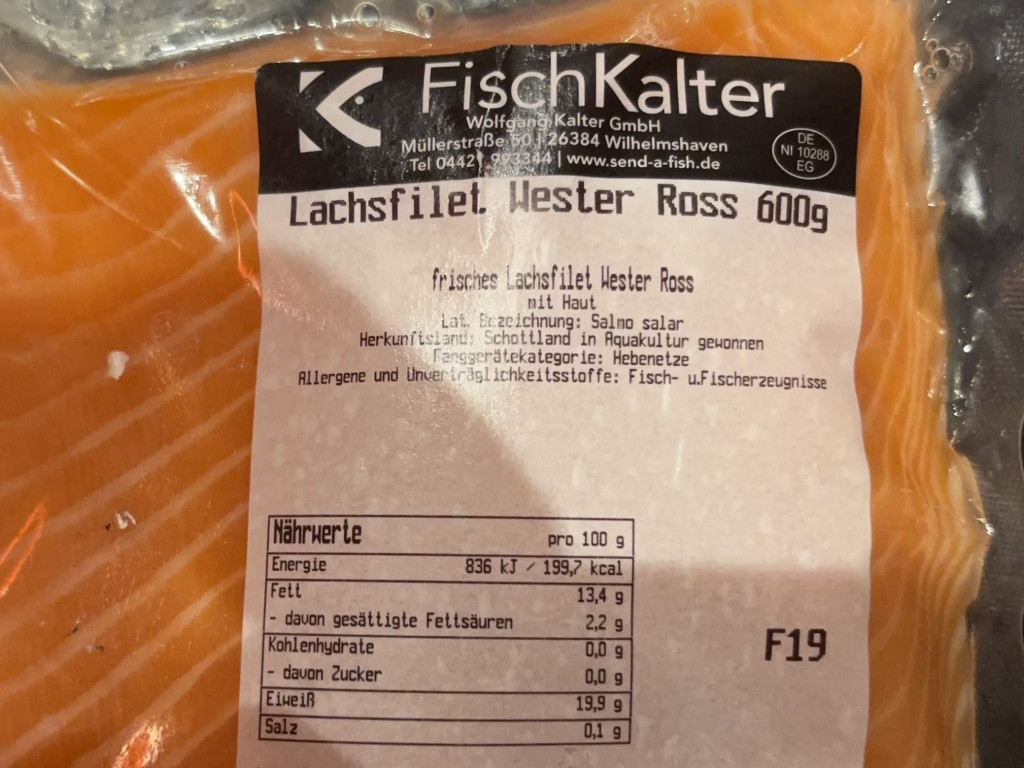 FischKalter
Wolfgang Kalter GmbH
Müllerstraße 50 | 26384 Wilhelmshaven
Tel 04421 993344 | www.send-a-fish.de
DE
NI 10288
EG
Lachsfilet Wester Ross 600g
frisches Lachsfilet Wester Ross
mit Haut
Lat. Bezeichnung: Salmo salar
Herkunftsland: Schottland in Aquakultur gewonnen
Fanggerätekategorie: Hebenetze
Allergene und Unverträglichkeitsstoffe: Fisch- u.Fischerzeugnisse
Nährwerte pro 100 g
Energie 836 kJ / 199,7 kcal
Fett 13,4 g
- davon gesättigte Fettsäuren 2,2 g
Kohlenhydrate 0,0 g
- davon Zucker 0,0 g
Eiweiß 19,9 g
Salz 0,1 g
F19